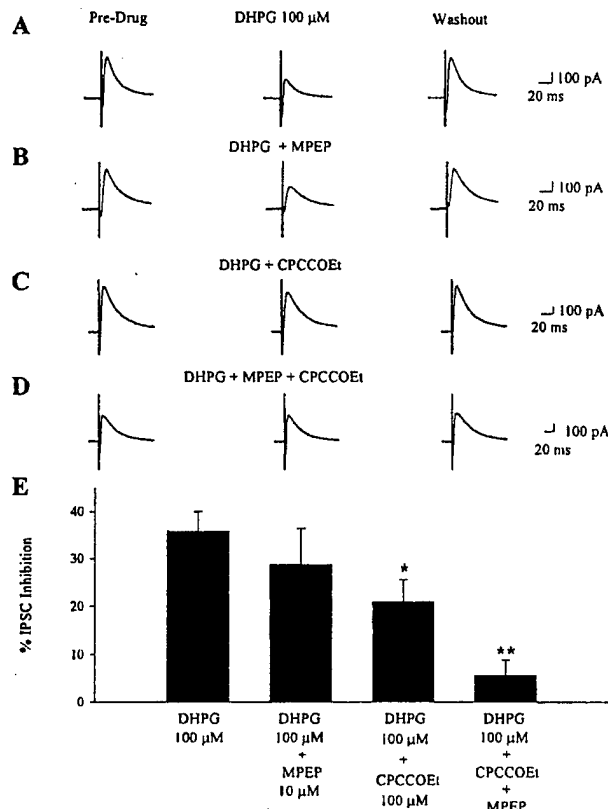 A
Pre-Drug
DHPG 100 µM
Washout
100 pA
20 ms
B
DHPG + MPEP
100 pA
20 ms
C
DHPG + CPCCOEt
100 pA
20 ms
D
DHPG + MPEP + CPCCOEt
100 pA
20 ms
E
% IPSC Inhibition
40
30
20
10
0
*
**
DHPG
100 µM
DHPG
100 µM
+
MPEP
10 µM
DHPG
100 µM
+
CPCCOEt
100 µM
DHPG
100 µM
+
CPCCOEt
+
MPEP